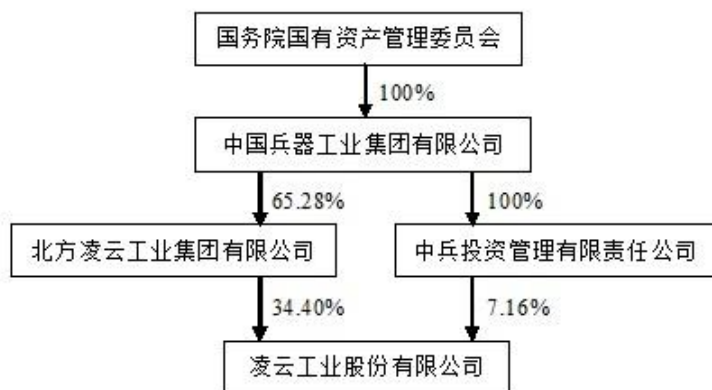 国务院国有资产管理委员会
100%
中国兵器工业集团有限公司
65.28%
100%
北方凌云工业集团有限公司
中兵投资管理有限责任公司
34.40%
7.16%
凌云工业股份有限公司